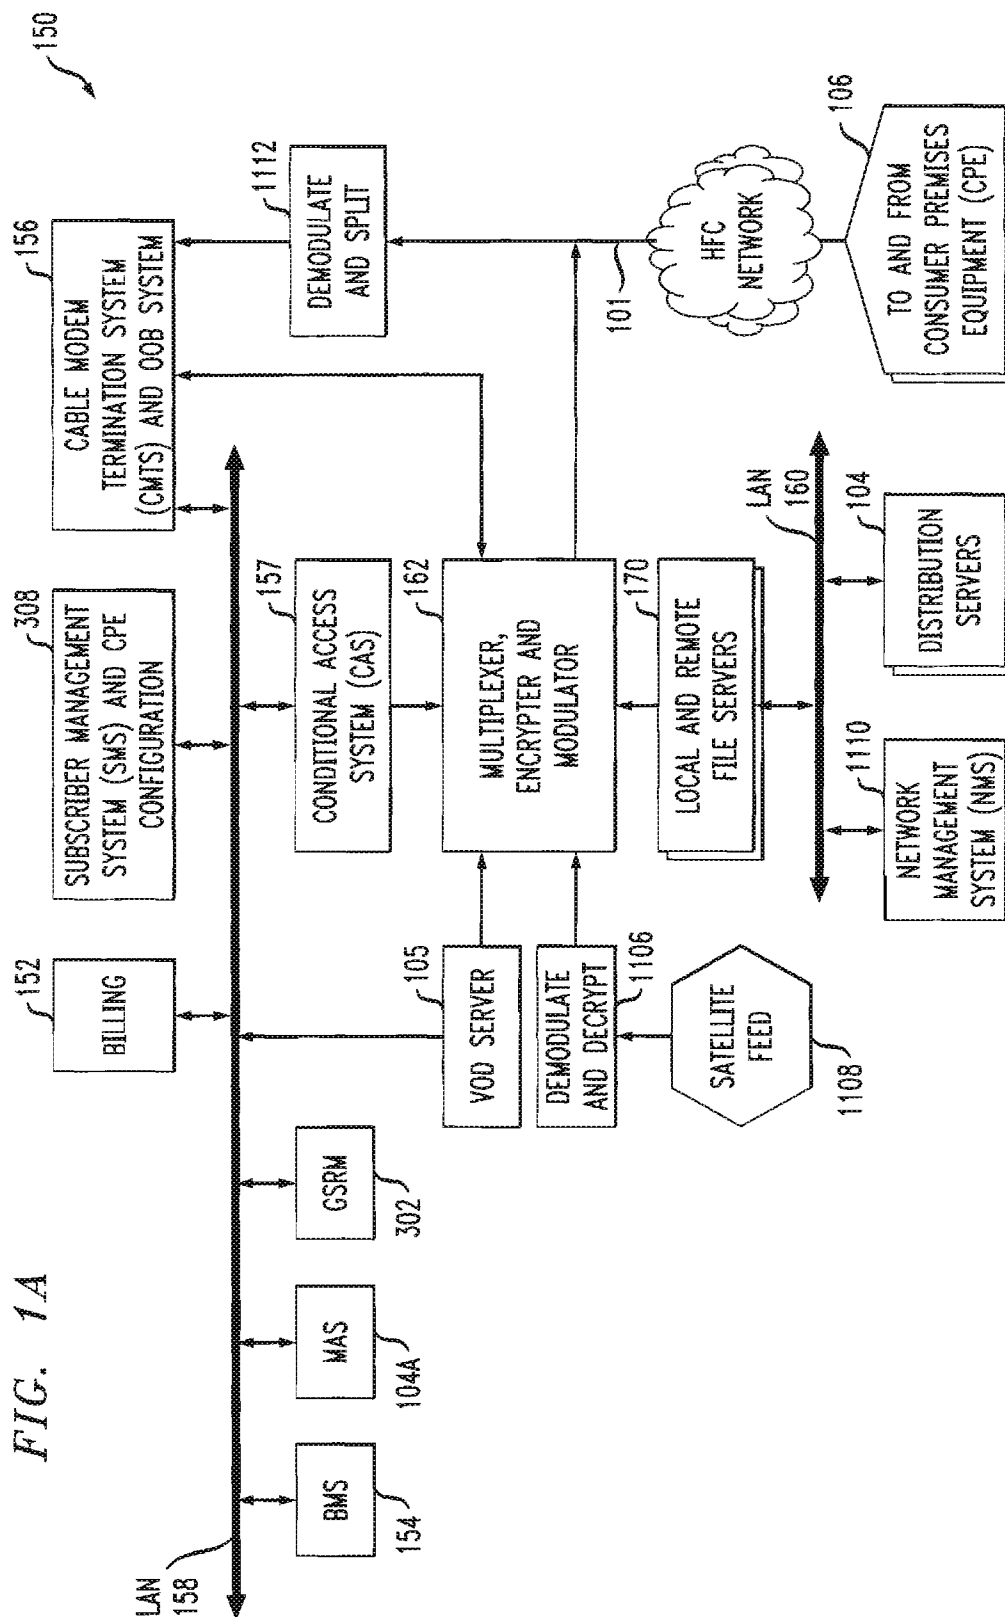 FIG. 1A
150
LAN
158
BMS
154
MAS
104A
GSRM
302
BILLING
152
SUBSCRIBER MANAGEMENT
SYSTEM (SMS) AND CPE
CONFIGURATION
308
CABLE MODEM
TERMINATION SYSTEM
(CMTS) AND OOB SYSTEM
156
VOD SERVER
105
CONDITIONAL ACCESS
SYSTEM (CAS)
157
DEMODULATE
AND SPLIT
1112
DEMODULATE
AND DECRYPT
1106
MULTIPLEXER,
ENCRYPTER AND
MODULATOR
162
101
SATELLITE
FEED
1108
LOCAL AND REMOTE
FILE SERVERS
170
HFC
NETWORK
LAN
160
NETWORK
MANAGEMENT
SYSTEM (NMS)
1110
DISTRIBUTION
SERVERS
104
TO AND FROM
CONSUMER PREMISES
EQUIPMENT (CPE)
106